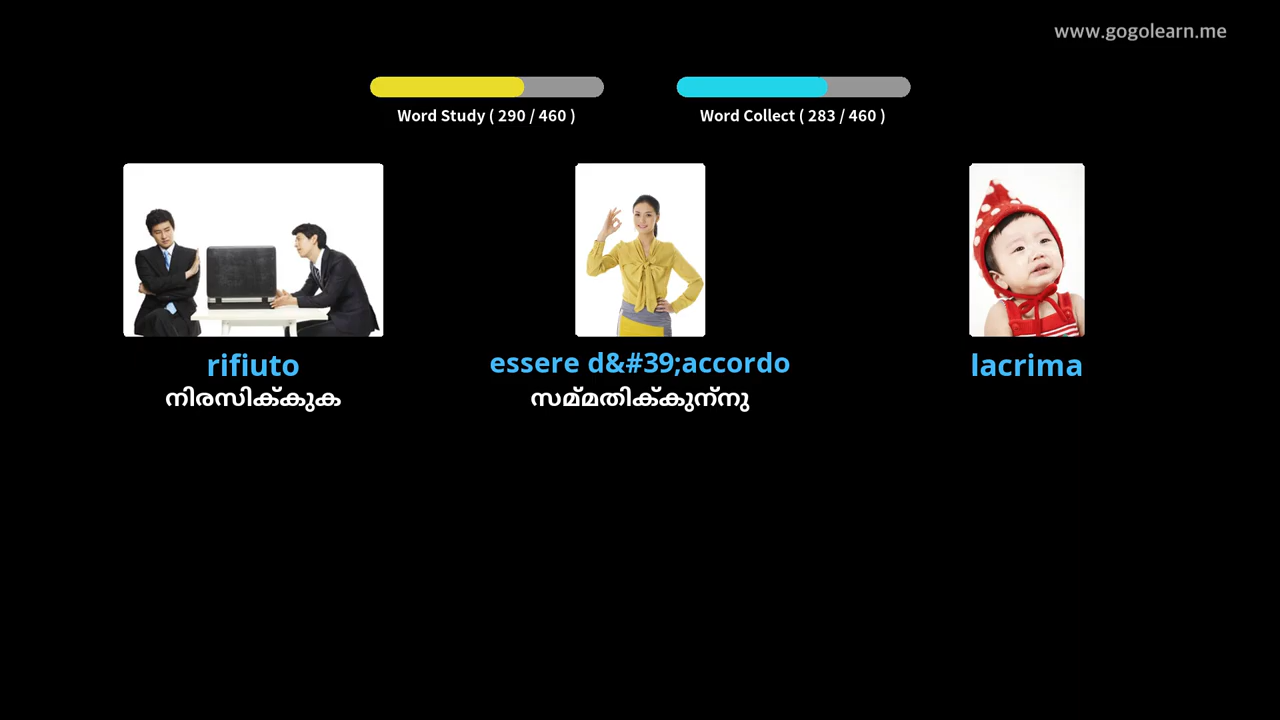 www.gogolearn.me
Word Study ( 290 / 460 )
Word Collect ( 283 / 460 )
rifiuto
essere d&#39;accordo
lacrima
നിരസിക്കുക
സമ്മതിക്കുന്നു